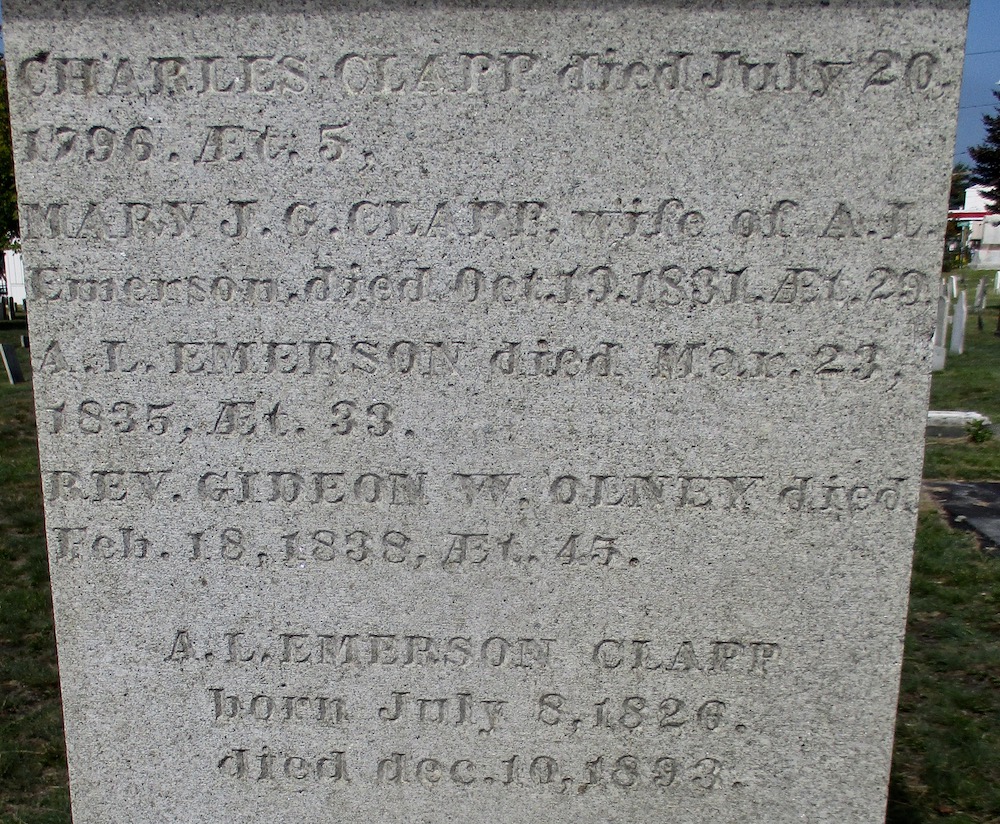 CHARLES CLAPP died July 20,
1796. Æt. 5,
MARY J. G. CLAPP, wife of A. L.
Emerson, died Oct. 19. 1831. Æt. 29
A. L. EMERSON died Mar. 23,
1835, Æt. 33.
REV. GIDEON W. OLNEY died
Feb. 18, 1838, Æt. 45.
A. L. EMERSON CLAPP
born July 8, 1826.
died dec. 10, 1893.